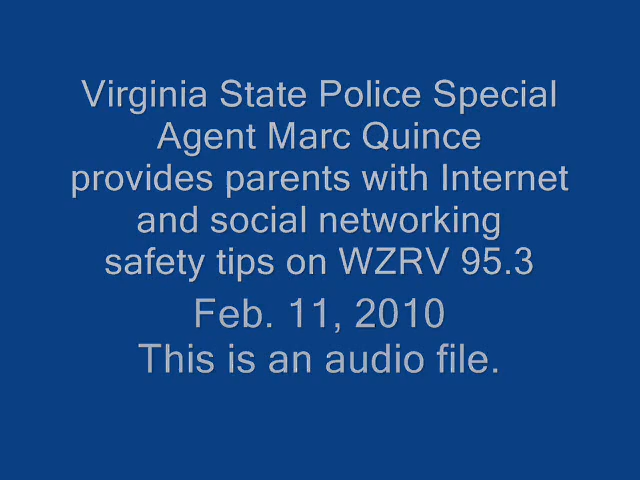 Virginia State Police Special
Agent Marc Quince
provides parents with Internet
and social networking
safety tips on WZRV 95.3
Feb. 11, 2010
This is an audio file.